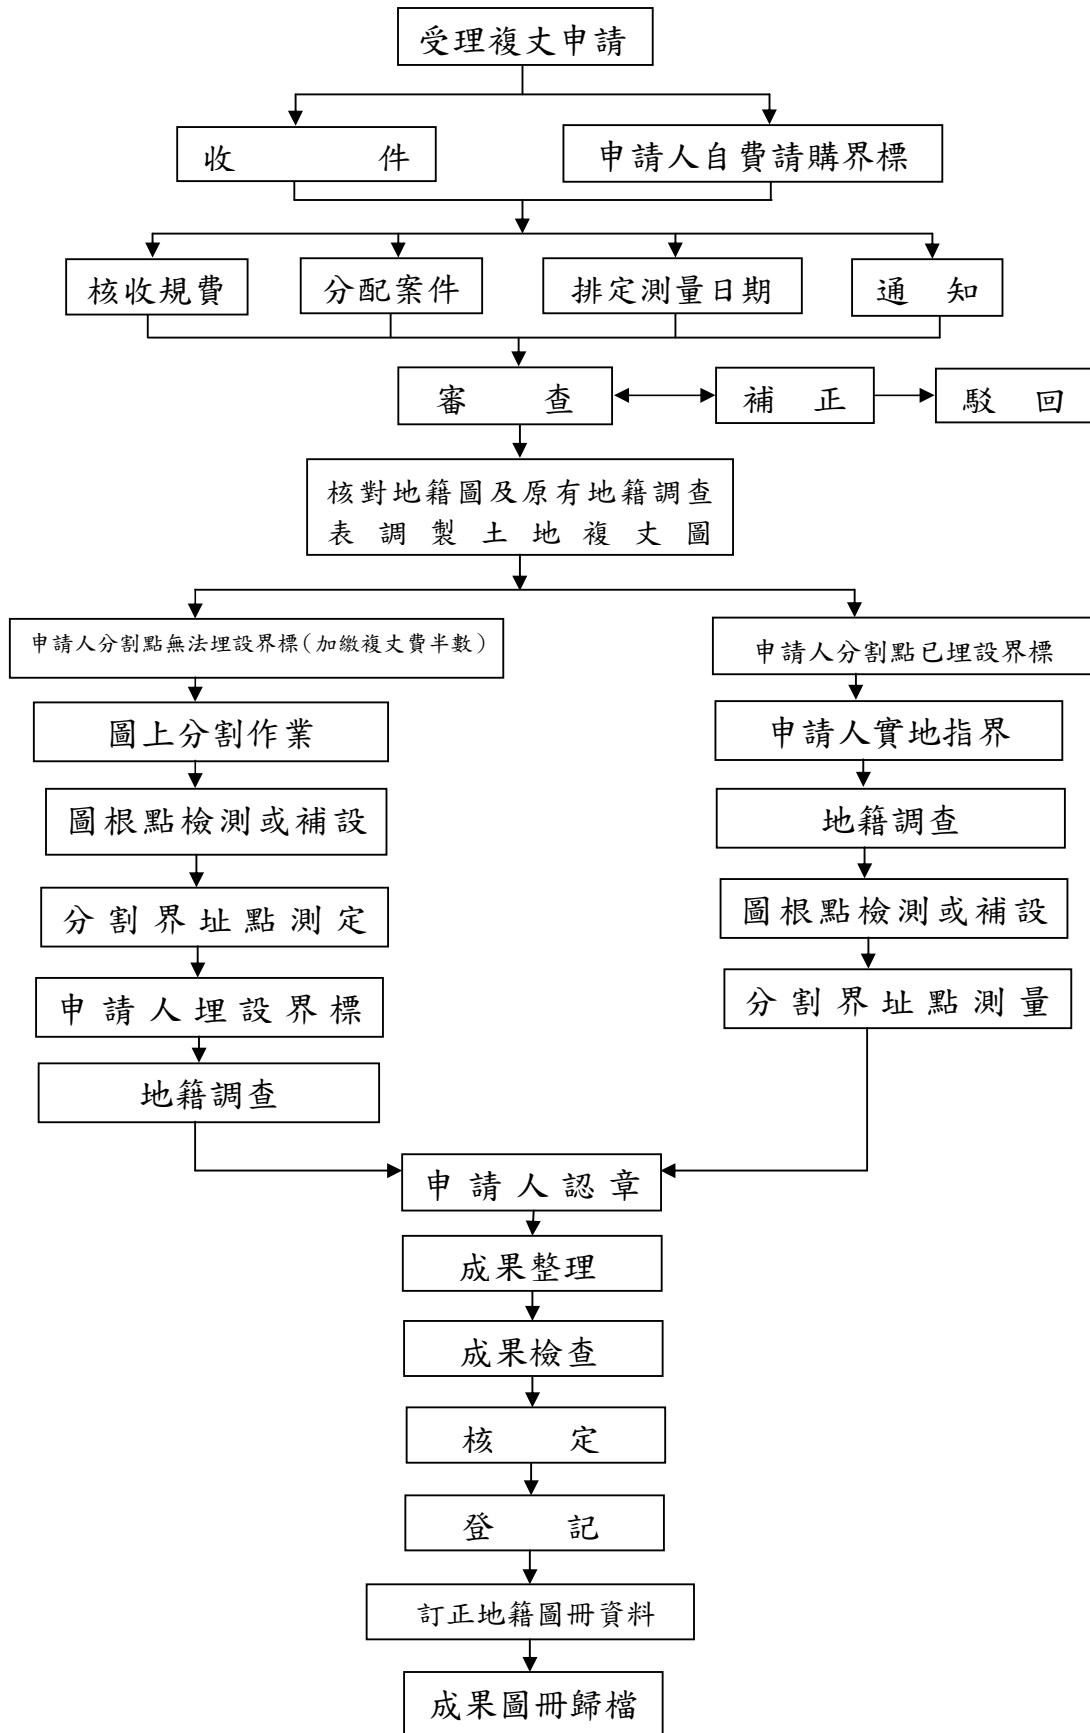 受理複丈申請
收 件
申請人自費請購界標
核收規費
分配案件
排定測量日期
通 知
審 查
補 正
駁 回
核對地籍圖及原有地籍調查
表調製土地複丈圖
申請人分割點無法埋設界標(加繳複丈費半數)
申請人分割點已埋設界標
圖上分割作業
申請人實地指界
圖根點檢測或補設
地籍調查
分割界址點測定
圖根點檢測或補設
申請人埋設界標
分割界址點測量
地籍調查
申請人認章
成果整理
成果檢查
核 定
登 記
訂正地籍圖冊資料
成果圖冊歸檔